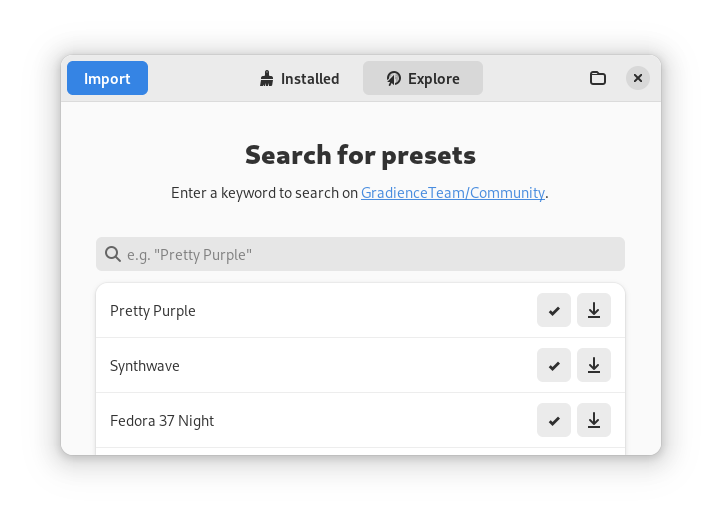 Import
Installed
Explore
Search for presets
Enter a keyword to search on GradienceTeam/Community.
e.g. "Pretty Purple"
Pretty Purple
Synthwave
Fedora 37 Night